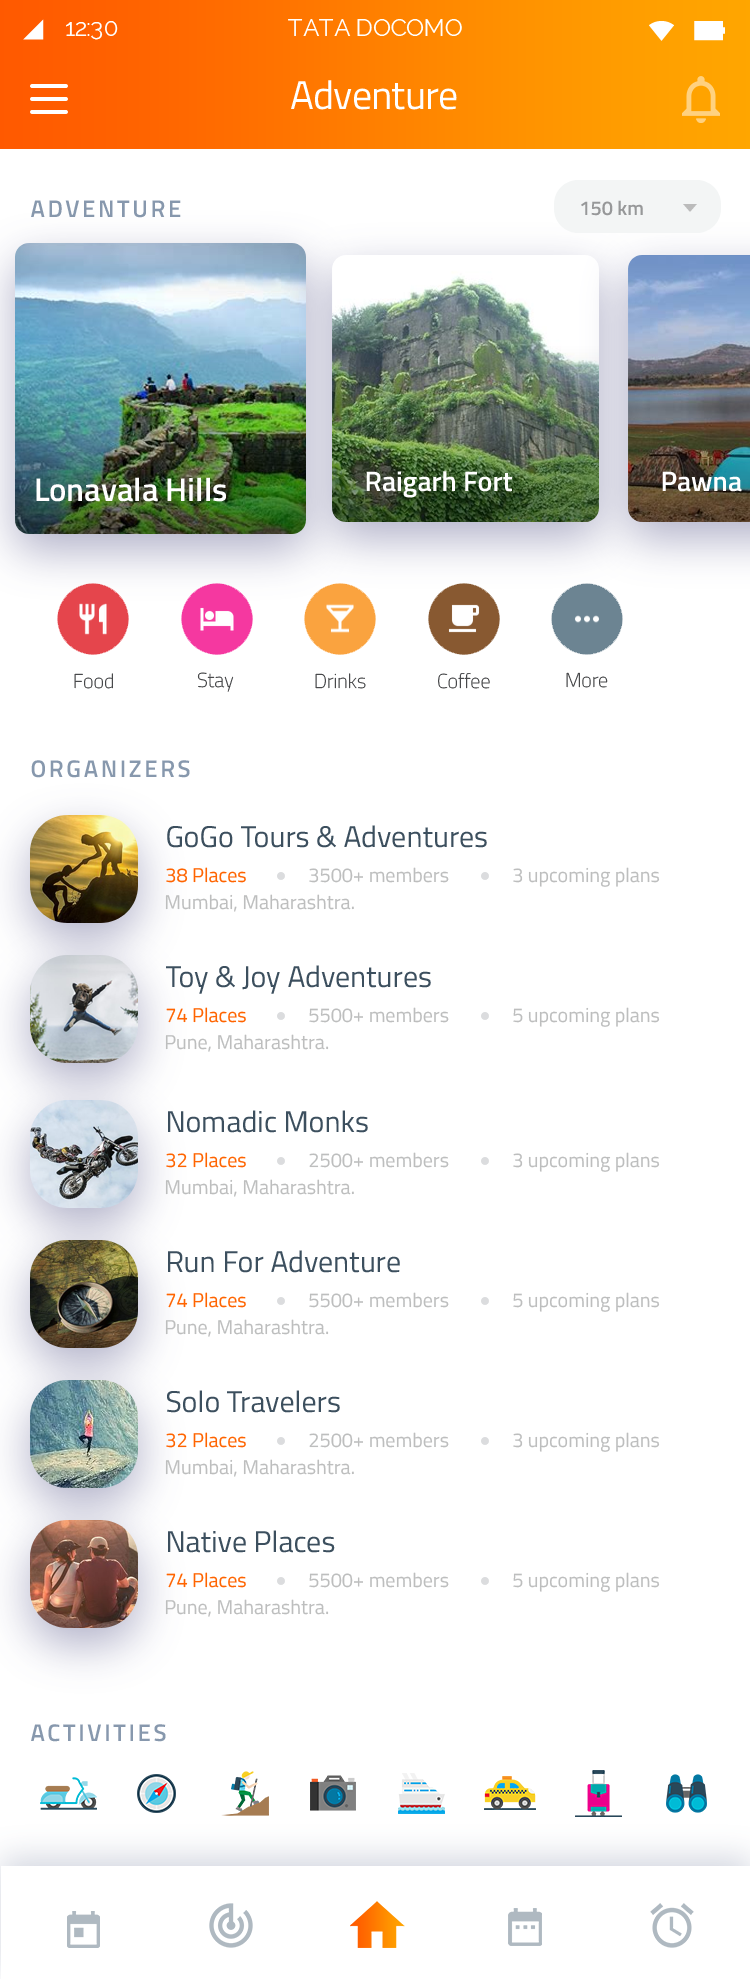 12:30 TATA DOCOMO
Adventure
ADVENTURE
150 km
Lonavala Hills
Raigarh Fort
Pawna
Food
Stay
Drinks
Coffee
More
ORGANIZERS
GoGo Tours & Adventures
38 Places • 3500+ members • 3 upcoming plans
Mumbai, Maharashtra.
Toy & Joy Adventures
74 Places • 5500+ members • 5 upcoming plans
Pune, Maharashtra.
Nomadic Monks
32 Places • 2500+ members • 3 upcoming plans
Mumbai, Maharashtra.
Run For Adventure
74 Places • 5500+ members • 5 upcoming plans
Pune, Maharashtra.
Solo Travelers
32 Places • 2500+ members • 3 upcoming plans
Mumbai, Maharashtra.
Native Places
74 Places • 5500+ members • 5 upcoming plans
Pune, Maharashtra.
ACTIVITIES